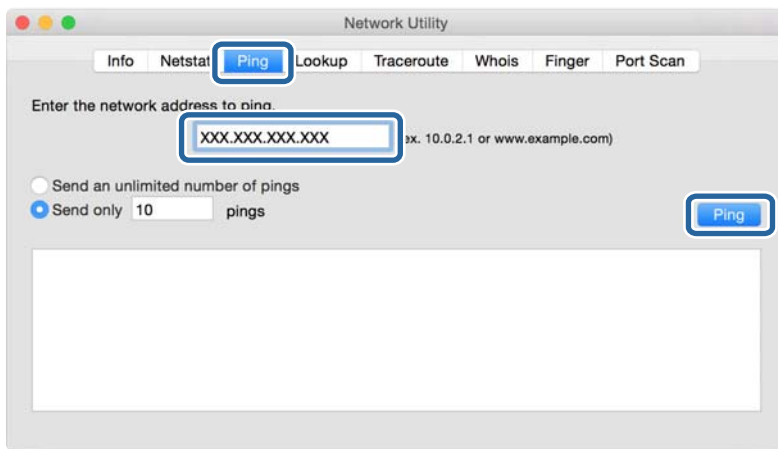 Network Utility
Info Netstat Ping Lookup Traceroute Whois Finger Port Scan
Enter the network address to ping.
XXX.XXX.XXX.XXX ex. 10.0.2.1 or www.example.com)
Send an unlimited number of pings
Send only 10 pings
Ping